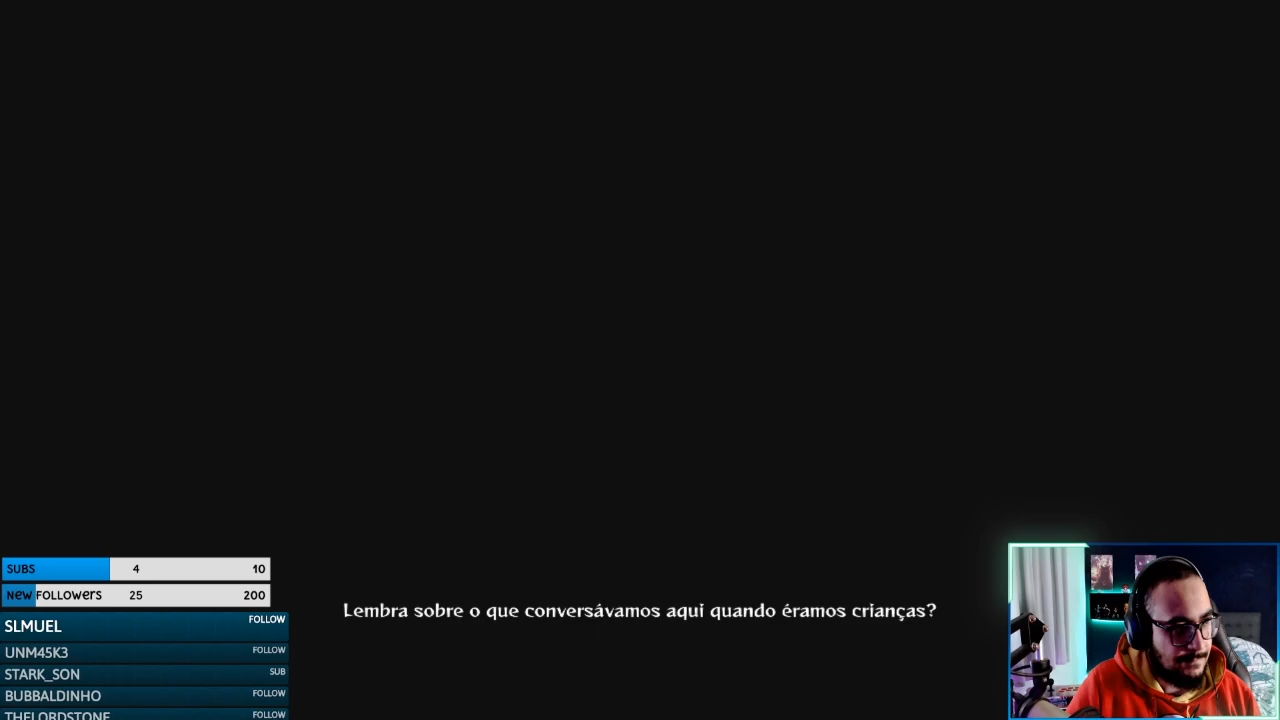 SUBS 4 10
New FOLLOWERS 25 200
SLMUEL FOLLOW
UNM45K3 FOLLOW
STARK_SON SUB
BUBBALDINHO FOLLOW
THELORDSTONE FOLLOW
Lembra sobre o que conversávamos aqui quando éramos crianças?